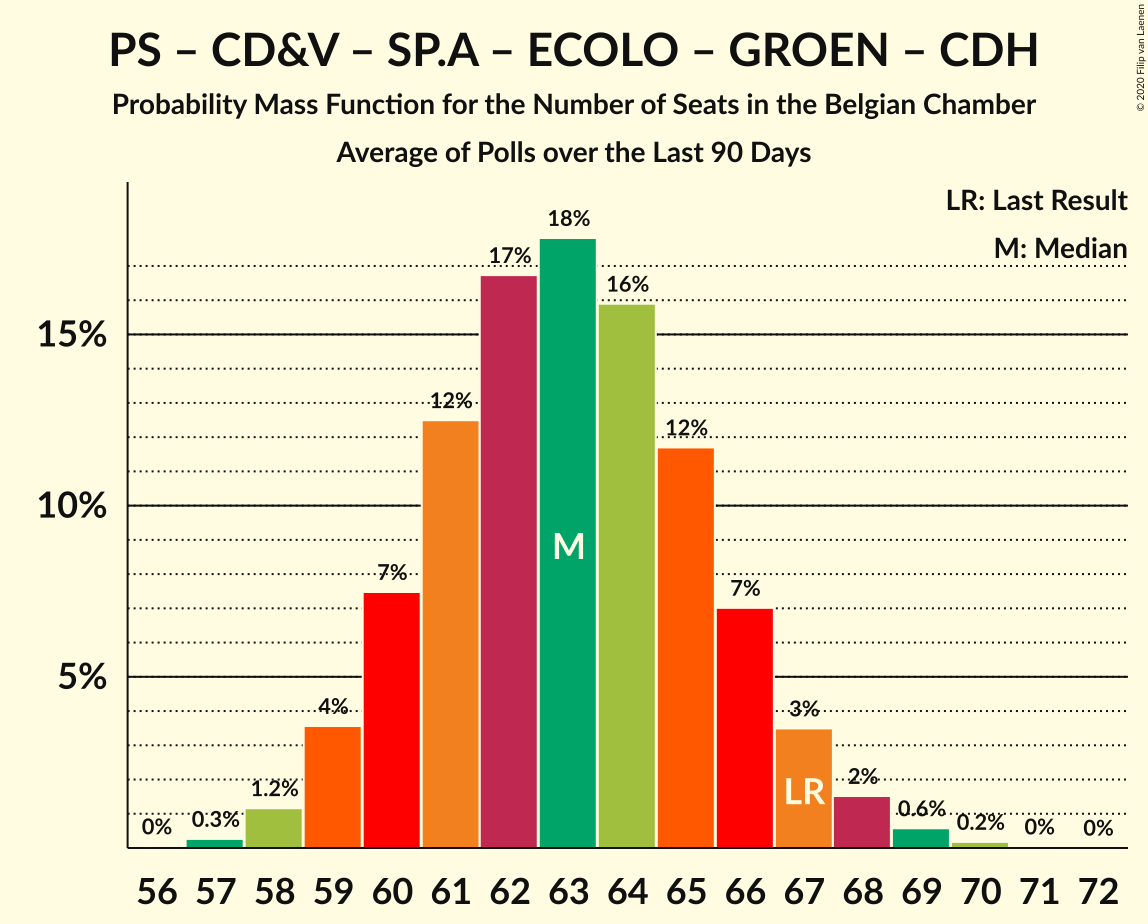 PS – CD&V – SP.A – ECOLO – GROEN – CDH
Probability Mass Function for the Number of Seats in the Belgian Chamber
Average of Polls over the Last 90 Days
© 2020 Filip van Laenen
LR: Last Result
M: Median
15%
10%
5%
0% 0.3% 1.2% 4% 7% 12% 17% 18% 16% 12% 7% 3% 2% 0.6% 0.2% 0% 0%
M
LR
56 57 58 59 60 61 62 63 64 65 66 67 68 69 70 71 72